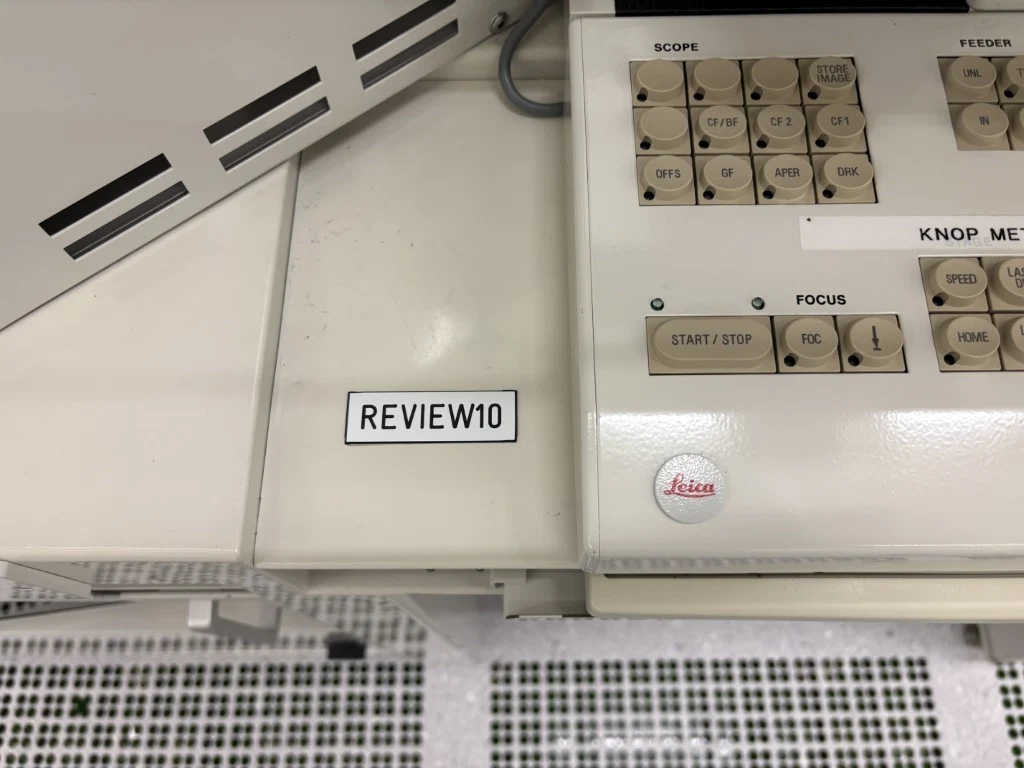 SCOPE
FEEDER
STORE
IMAGE
UNL
CF/BF
CF 2
CF1
IN
OFFS
GF
APER
DRK
KNOP MET
STAGE
SPEED
FOCUS
START / STOP
FOC
HOME
REVIEW10
Leica